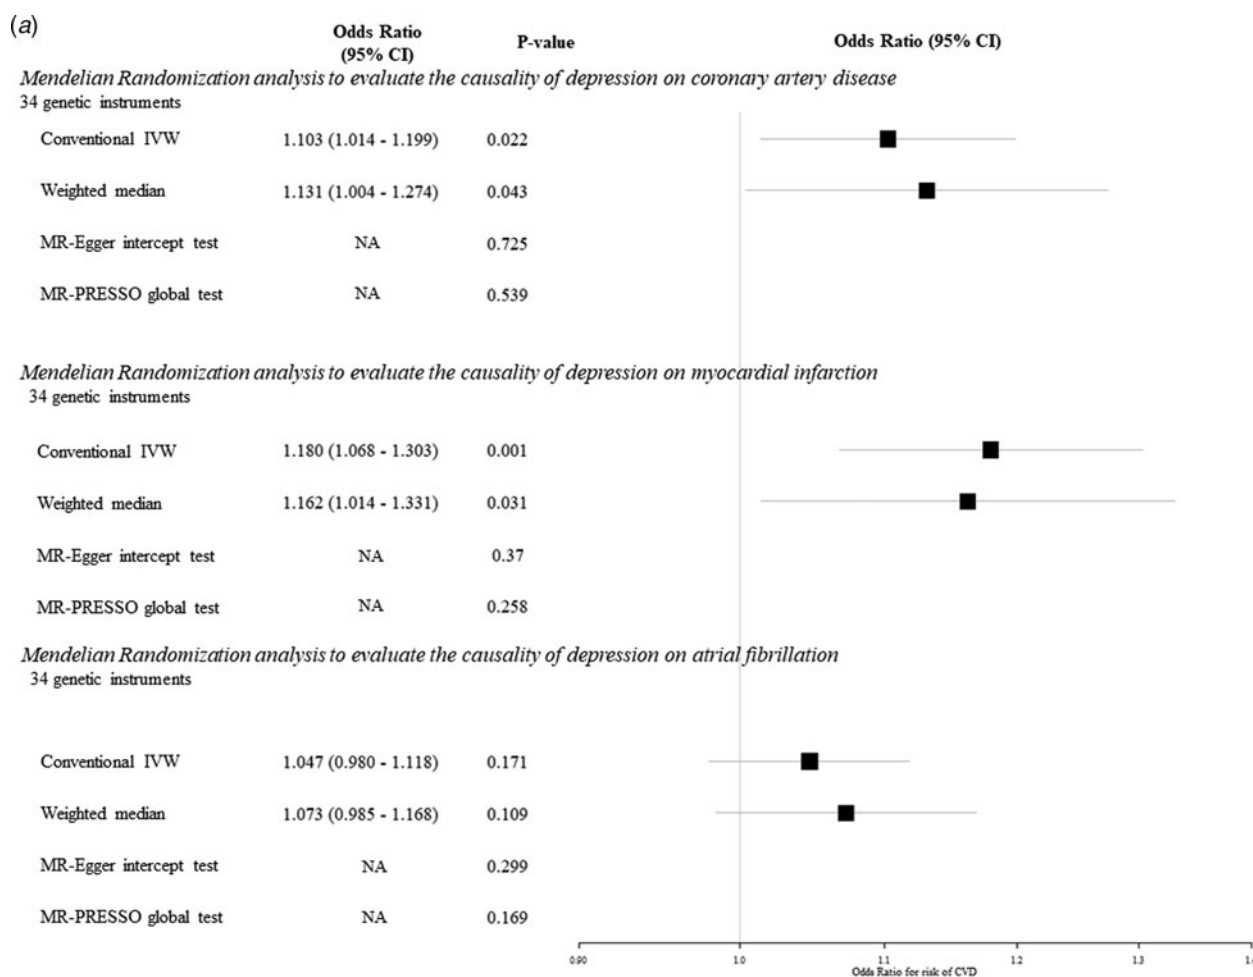 (a)
Odds Ratio (95% CI) P-value Odds Ratio (95% CI)
Mendelian Randomization analysis to evaluate the causality of depression on coronary artery disease
34 genetic instruments
Conventional IVW 1.103 (1.014 - 1.199) 0.022
Weighted median 1.131 (1.004 - 1.274) 0.043
MR-Egger intercept test NA 0.725
MR-PRESSO global test NA 0.539
Mendelian Randomization analysis to evaluate the causality of depression on myocardial infarction
34 genetic instruments
Conventional IVW 1.180 (1.068 - 1.303) 0.001
Weighted median 1.162 (1.014 - 1.331) 0.031
MR-Egger intercept test NA 0.37
MR-PRESSO global test NA 0.258
Mendelian Randomization analysis to evaluate the causality of depression on atrial fibrillation
34 genetic instruments
Conventional IVW 1.047 (0.980 - 1.118) 0.171
Weighted median 1.073 (0.985 - 1.168) 0.109
MR-Egger intercept test NA 0.299
MR-PRESSO global test NA 0.169
0.90 1.0 1.1 1.2 1.3
Odds Ratio for risk of CVD